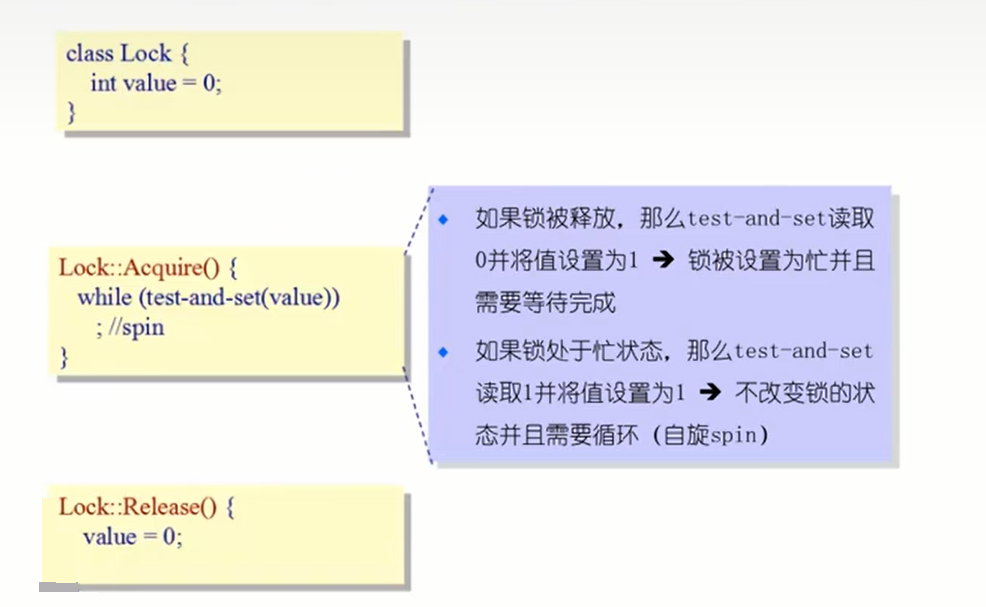 class Lock {
int value = 0;
}
如果锁被释放，那么test-and-set读取
0并将值设置为1 ➔ 锁被设置为忙并且
需要等待完成
Lock::Acquire() {
while (test-and-set(value))
; //spin
}
如果锁处于忙状态，那么test-and-set
读取1并将值设置为1 ➔ 不改变锁的状
态并且需要循环（自旋spin）
Lock::Release() {
value = 0;